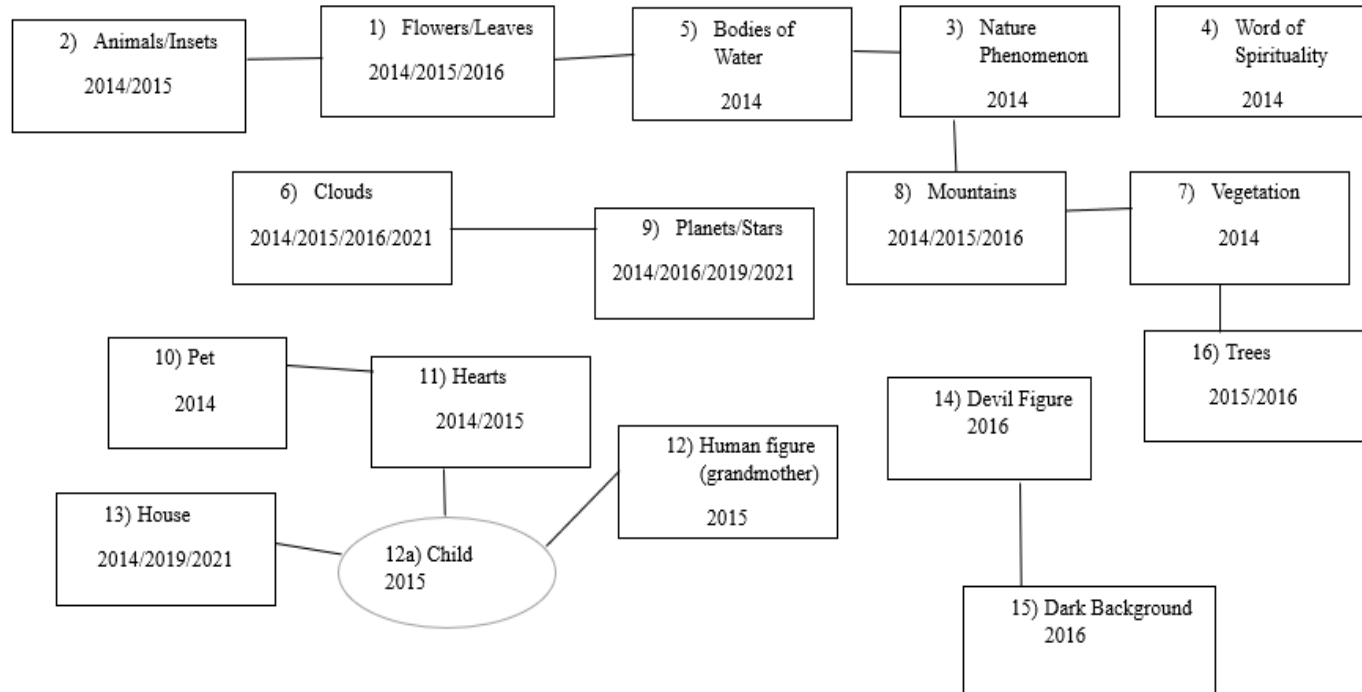 2) Animals/Insets
2014/2015
1) Flowers/Leaves
2014/2015/2016
5) Bodies of
Water
2014
3) Nature
Phenomenon
2014
4) Word of
Spirituality
2014
6) Clouds
2014/2015/2016/2021
9) Planets/Stars
2014/2016/2019/2021
8) Mountains
2014/2015/2016
7) Vegetation
2014
10) Pet
2014
11) Hearts
2014/2015
12) Human figure
(grandmother)
2015
14) Devil Figure
2016
16) Trees
2015/2016
13) House
2014/2019/2021
12a) Child
2015
15) Dark Background
2016